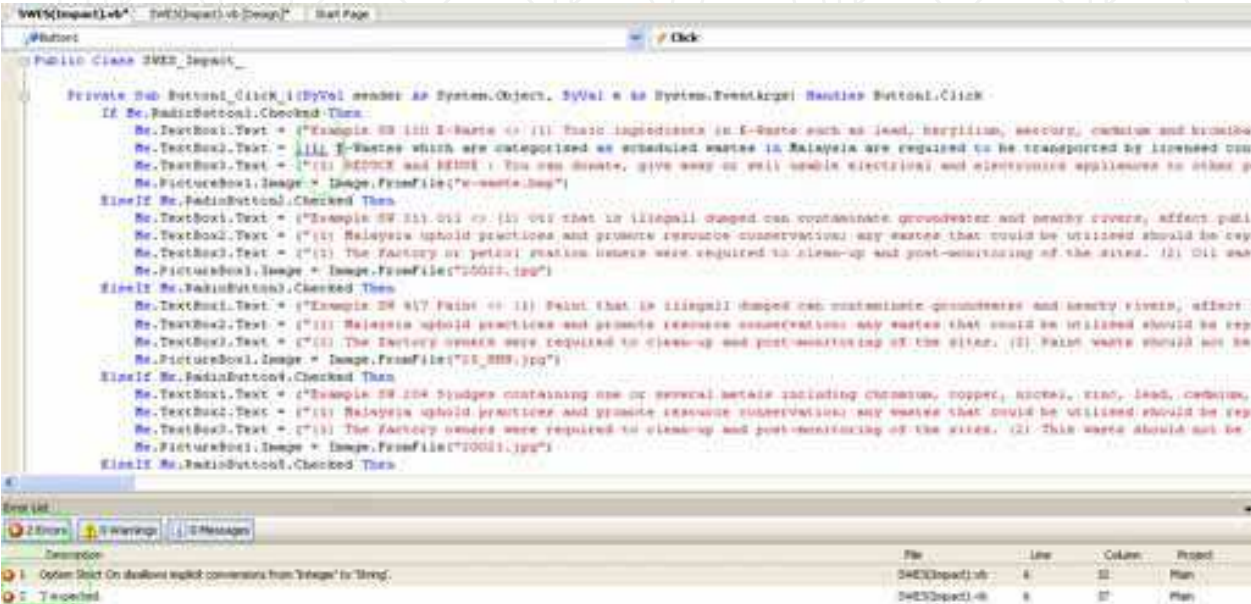 SWES(Impact).vb* SWES(Impact).vb [Design]* Start Page
Button1 Click
Public Class SWES_Impact_
Private Sub Button1_Click_1(ByVal sender As System.Object, ByVal e As System.EventArgs) Handles Button1.Click
If Me.RadioButton1.Checked Then
Me.TextBox1.Text = ("Example SW 110 E-Waste <> (1) Toxic ingredients in E-Waste such as lead, beryllium, mercury, cadmium and
Me.TextBox2.Text = (1) E-Wastes which are categorised as scheduled wastes in Malaysia are required to be transported by licensed
Me.TextBox3.Text = ("(1) REDUCE and REUSE : You can donate, give away or sell usable electrical and electronics appliances to other
Me.PictureBox1.Image = Image.FromFile("e-waste.bmp")
ElseIf Me.RadioButton2.Checked Then
Me.TextBox1.Text = ("Example SW 311 Oil <> (1) Oil that is illegall dumped can contaminate groundwater and nearby rivers, affect
Me.TextBox2.Text = ("(1) Malaysia uphold practices and promote resource conservation; any wastes that could be utilised should be
Me.TextBox3.Text = ("(1) The Factory or petrol station owners were required to clean-up and post-monitoring of the sites. (2) Oil
Me.PictureBox1.Image = Image.FromFile(
ElseIf Me.RadioButton3.Checked Then
Me.TextBox1.Text = ("Example SW 417 Paint <> (1) Paint that is illegall dumped can contaminate groundwater and nearby rivers, affect
Me.TextBox2.Text = ("(1) Malaysia uphold practices and promote resource conservation; any wastes that could be utilised should be
Me.TextBox3.Text = ("(1) The factory owners were required to clean-up and post-monitoring of the sites. (2) Paint waste should not be
Me.PictureBox1.Image = Image.FromFile(
ElseIf Me.RadioButton4.Checked Then
Me.TextBox1.Text = ("Example SW 204 Sludges containing one or several metals including chromium, copper, nickel, zinc, lead, cadmium,
Me.TextBox2.Text = ("(1) Malaysia uphold practices and promote resource conservation; any wastes that could be utilised should be
Me.TextBox3.Text = ("(1) The factory owners were required to clean-up and post-monitoring of the sites. (2) This waste should not be
Me.PictureBox1.Image = Image.FromFile(
ElseIf Me.RadioButton5.Checked Then
Error List
2 Errors 0 Warnings 0 Messages
Description File Line Column Project
1 Option Strict On disallows implicit conversions from 'Integer' to 'String'. SWES(Impact).vb 6 32 Main
2 ')' expected. SWES(Impact).vb 6 37 Main